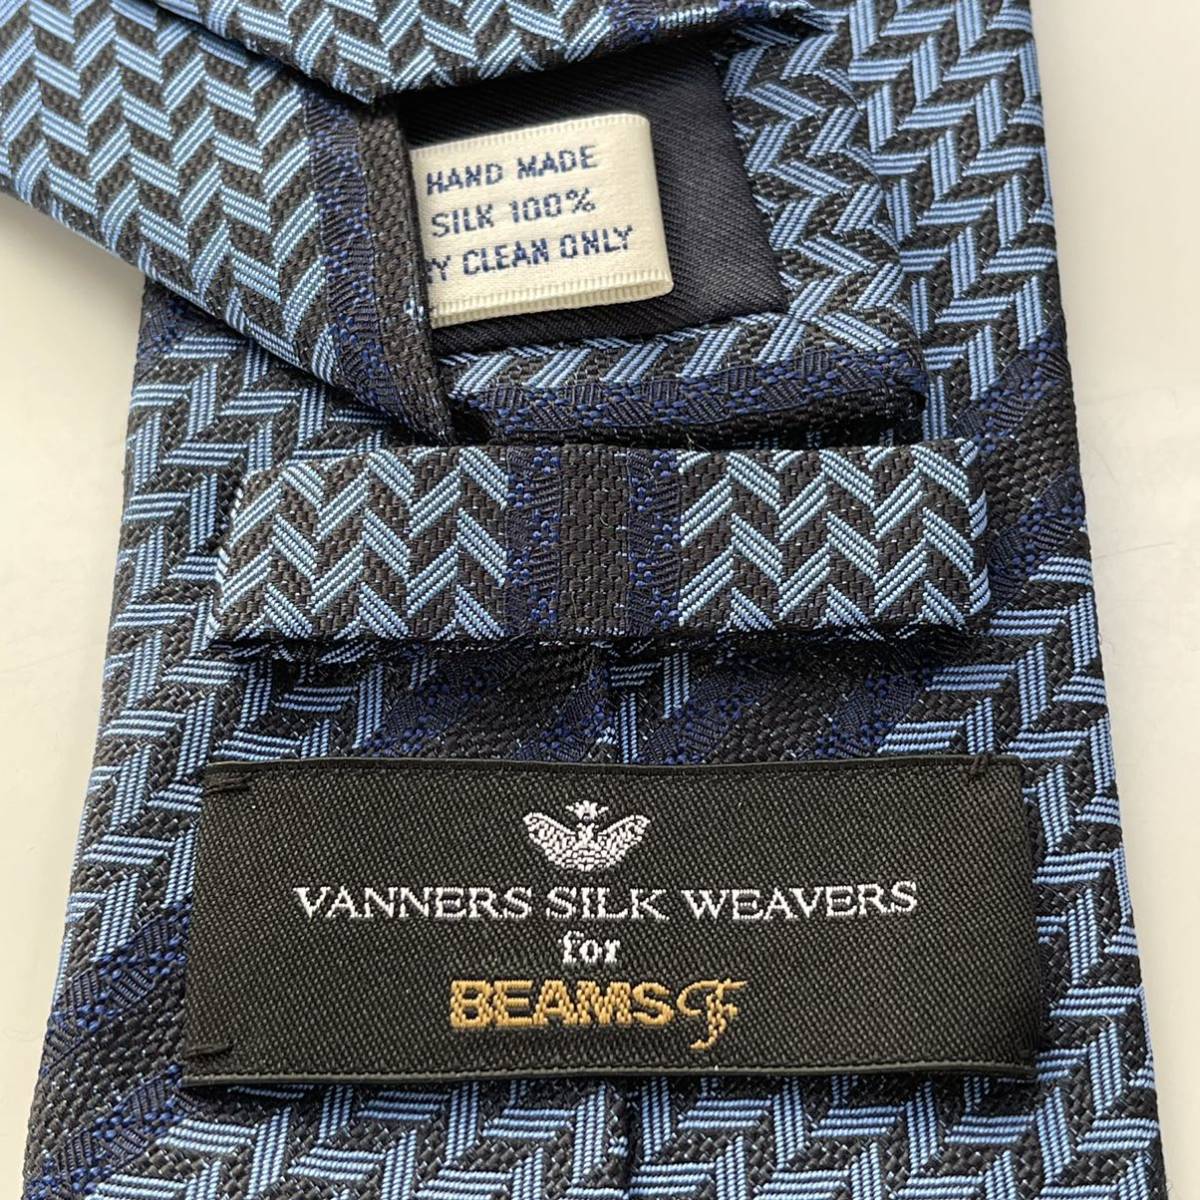 HAND MADE
SILK 100%
CLEAN ONLY
VANNERS SILK WEAVERS
for
BEAMS F